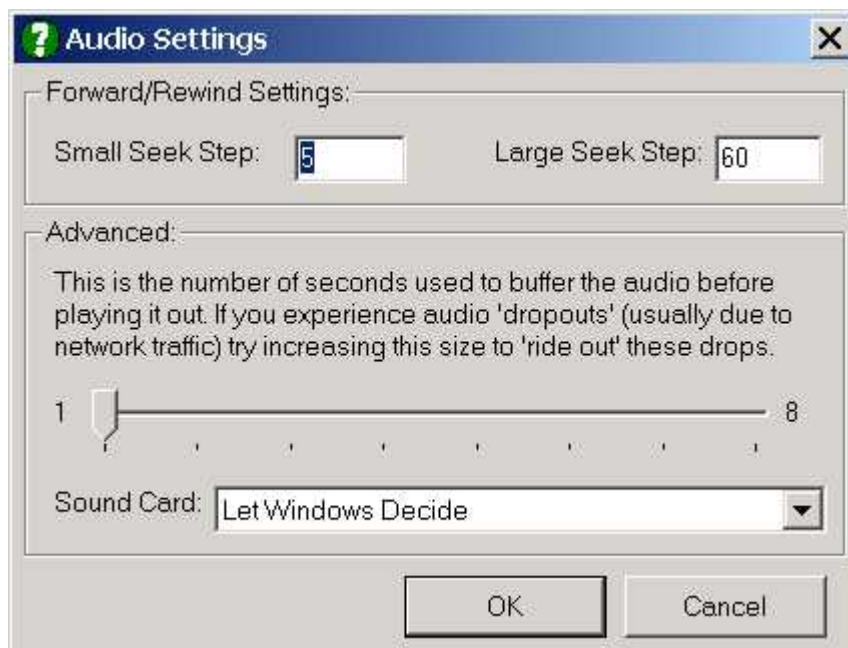 Audio Settings
Forward/Rewind Settings:
Small Seek Step: 5 Large Seek Step: 60
Advanced:
This is the number of seconds used to buffer the audio before
playing it out. If you experience audio 'dropouts' (usually due to
network traffic) try increasing this size to 'ride out' these drops.
1 8
Sound Card: Let Windows Decide
OK Cancel